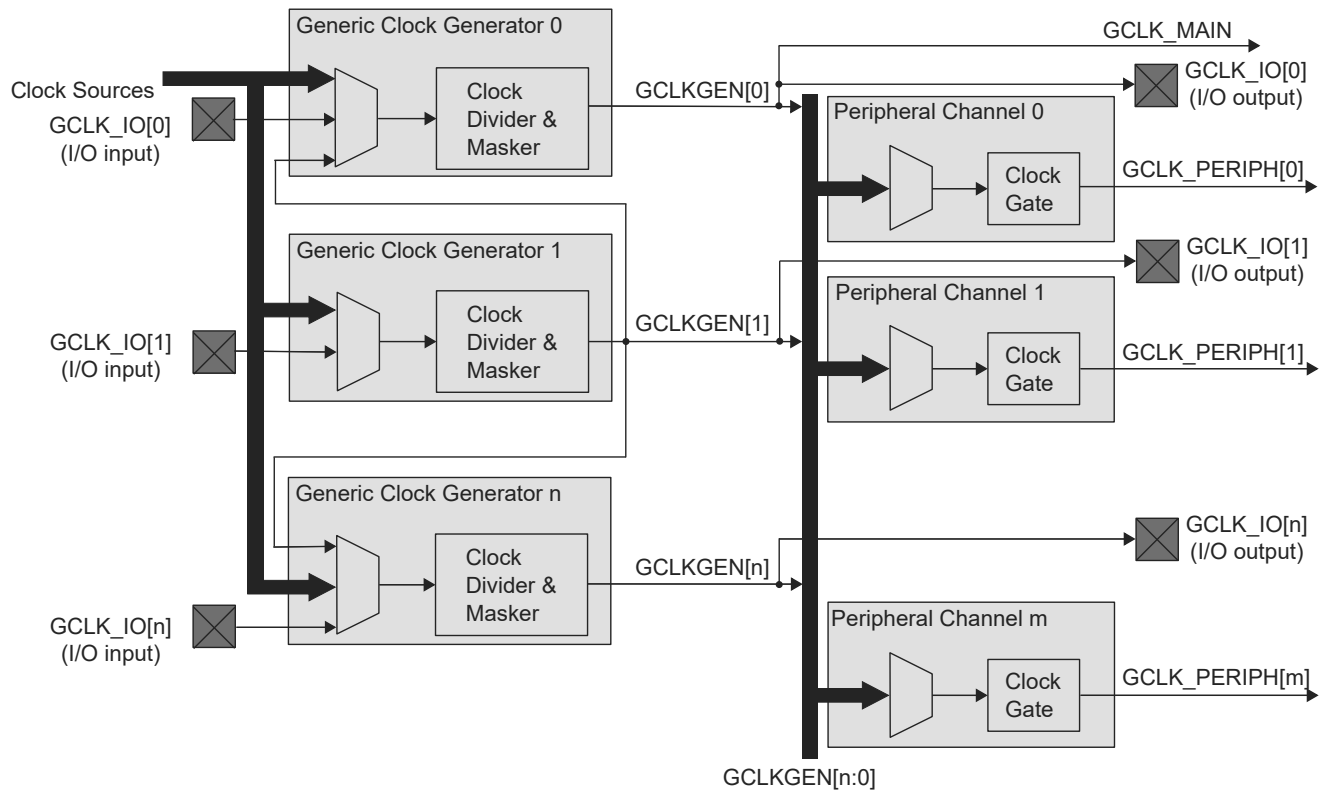 Generic Clock Generator 0
GCLK_MAIN
Clock Sources
GCLK_IO[0]
(I/O input)
Clock
Divider &
Masker
GCLKGEN[0]
GCLK_IO[0]
(I/O output)
Peripheral Channel 0
Clock
Gate
GCLK_PERIPH[0]
Generic Clock Generator 1
GCLK_IO[1]
(I/O input)
Clock
Divider &
Masker
GCLKGEN[1]
GCLK_IO[1]
(I/O output)
Peripheral Channel 1
Clock
Gate
GCLK_PERIPH[1]
Generic Clock Generator n
GCLK_IO[n]
(I/O input)
Clock
Divider &
Masker
GCLKGEN[n]
GCLK_IO[n]
(I/O output)
Peripheral Channel m
Clock
Gate
GCLK_PERIPH[m]
GCLKGEN[n:0]